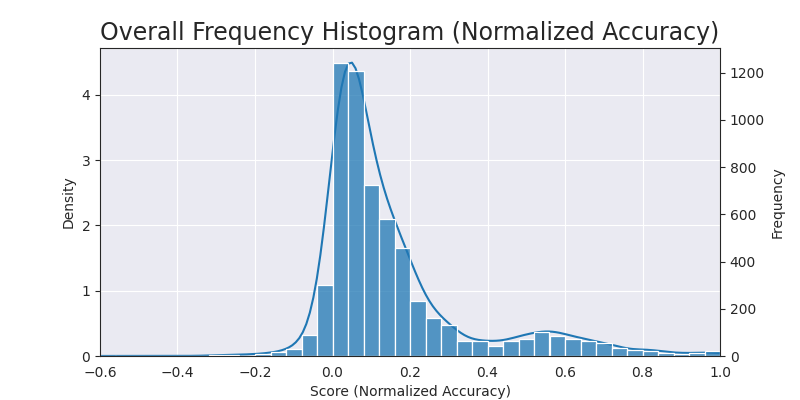 Overall Frequency Histogram (Normalized Accuracy)
Density
4
3
2
1
0
1200
1000
800
600
400
200
0
Frequency
−0.6 −0.4 −0.2 0.0 0.2 0.4 0.6 0.8 1.0
Score (Normalized Accuracy)